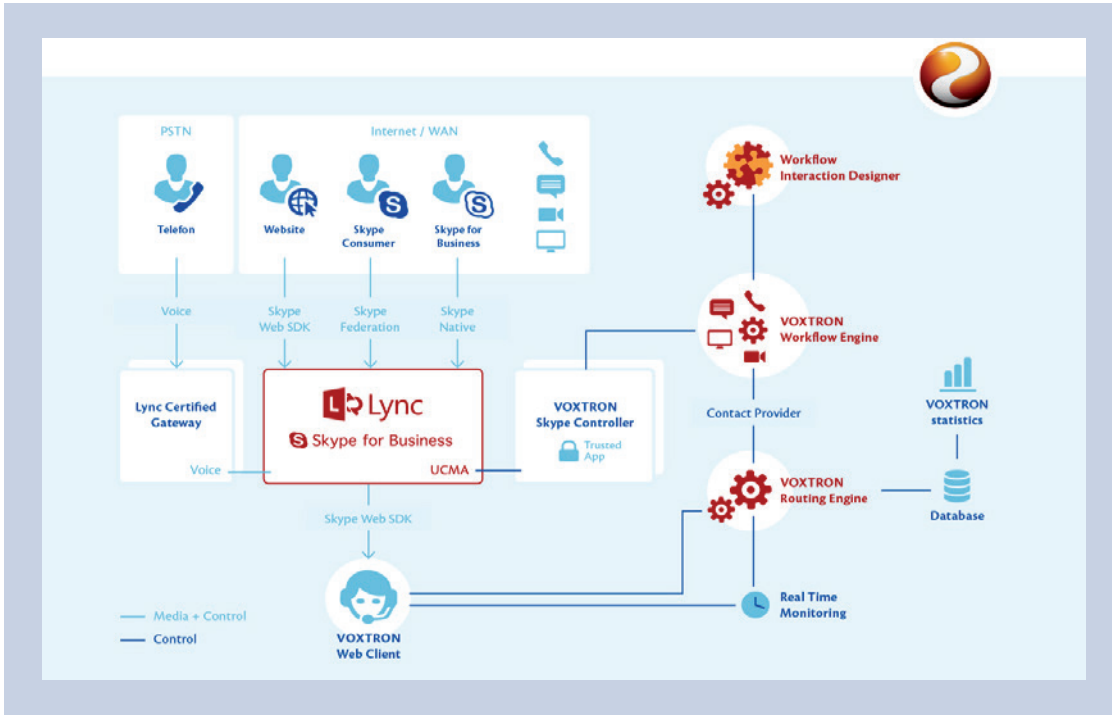 PSTN
Internet / WAN
Telefon
Website
Skype
Consumer
Skype for
Business
Workflow
Interaction Designer
Voice
Skype
Web SDK
Skype
Federation
Skype
Native
VOXTRON
Workflow Engine
Lync Certified
Gateway
Voice
Lync
Skype for Business
UCMA
VOXTRON
Skype Controller
Trusted
App
Contact Provider
VOXTRON
statistics
VOXTRON
Routing Engine
Database
Skype Web SDK
Real Time
Monitoring
Media + Control
Control
VOXTRON
Web Client